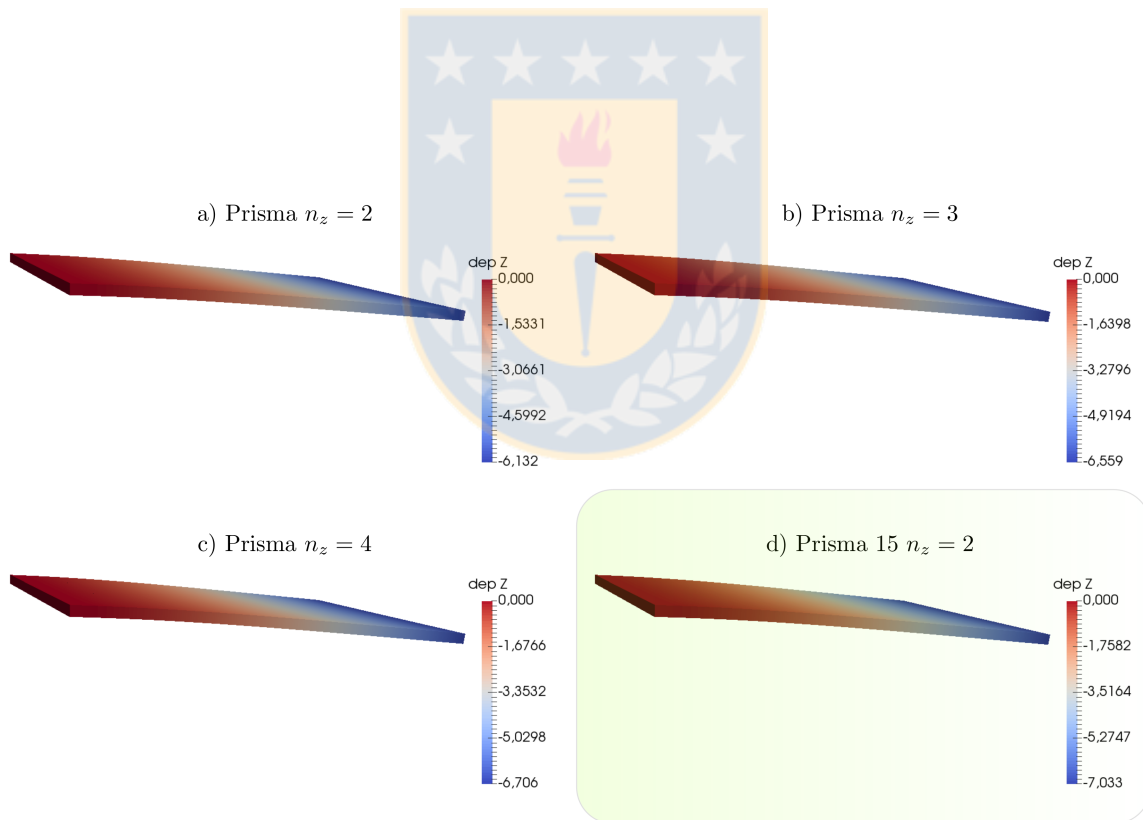 a) Prisma n_z = 2
dep Z
0,000
-1,5331
-3,0661
-4,5992
-6,132
b) Prisma n_z = 3
dep Z
0,000
-1,6398
-3,2796
-4,9194
-6,559
c) Prisma n_z = 4
dep Z
0,000
-1,6766
-3,3532
-5,0298
-6,706
d) Prisma 15 n_z = 2
dep Z
0,000
-1,7582
-3,5164
-5,2747
-7,033